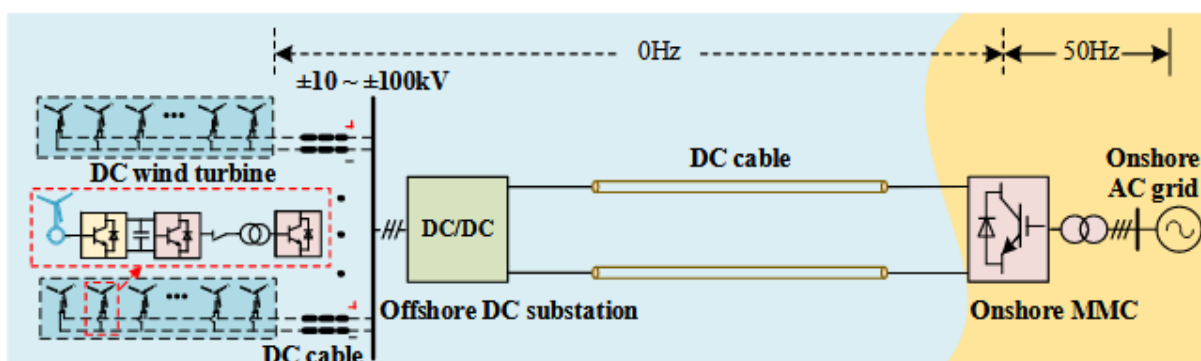 0Hz
50Hz
±10 ~ ±100kV
DC wind turbine
DC cable
Onshore
AC grid
DC/DC
Offshore DC substation
Onshore MMC
DC cable